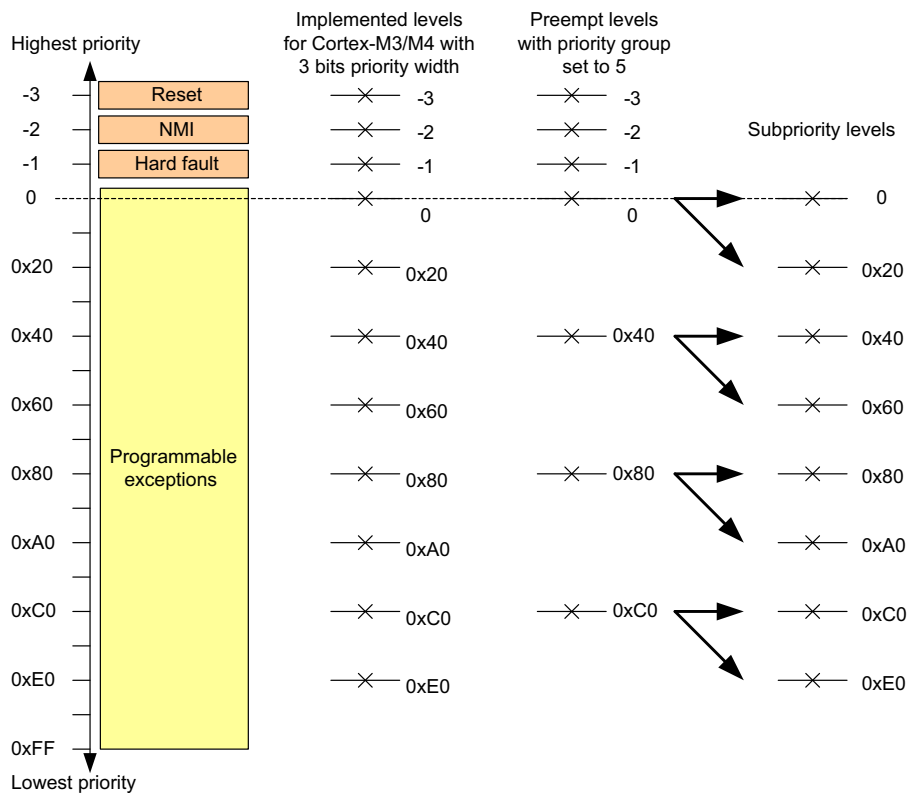 Highest priority
Implemented levels
for Cortex-M3/M4 with
3 bits priority width
Preempt levels
with priority group
set to 5
Subpriority levels
-3
Reset
-3
-3
-2
NMI
-2
-2
-1
Hard fault
-1
-1
0
0
0
0
0x20
0x20
0x20
0x40
0x40
0x40
0x40
0x60
0x60
0x60
Programmable
exceptions
0x80
0x80
0x80
0x80
0xA0
0xA0
0xA0
0xC0
0xC0
0xC0
0xC0
0xE0
0xE0
0xE0
0xFF
Lowest priority